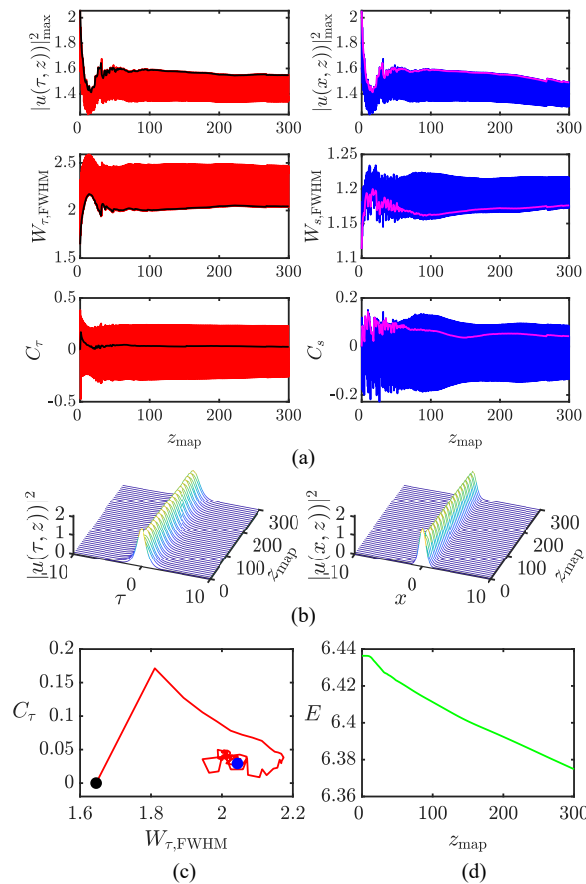 2
1.8
1.6
1.4
|u(τ, z))|²max
0 100 200 300
2
1.8
1.6
1.4
|u(x, z))|²max
0 100 200 300
2.5
2
1.5
Wτ,FWHM
0 100 200 300
1.25
1.2
1.15
1.1
Ws,FWHM
0 100 200 300
0.5
0
-0.5
Cτ
0 100 200 300
zmap
0.2
0
-0.2
Cs
0 100 200 300
zmap
(a)
|u(τ, z))|²
2
1
0
-10 0 10
τ
0 100 200 300
zmap
|u(x, z))|²
2
1
0
-10 0 10
x
0 100 200 300
zmap
(b)
0.2
0.15
0.1
0.05
0
Cτ
1.6 1.8 2 2.2
Wτ,FWHM
(c)
6.44
6.42
6.4
6.38
6.36
E
0 100 200 300
zmap
(d)